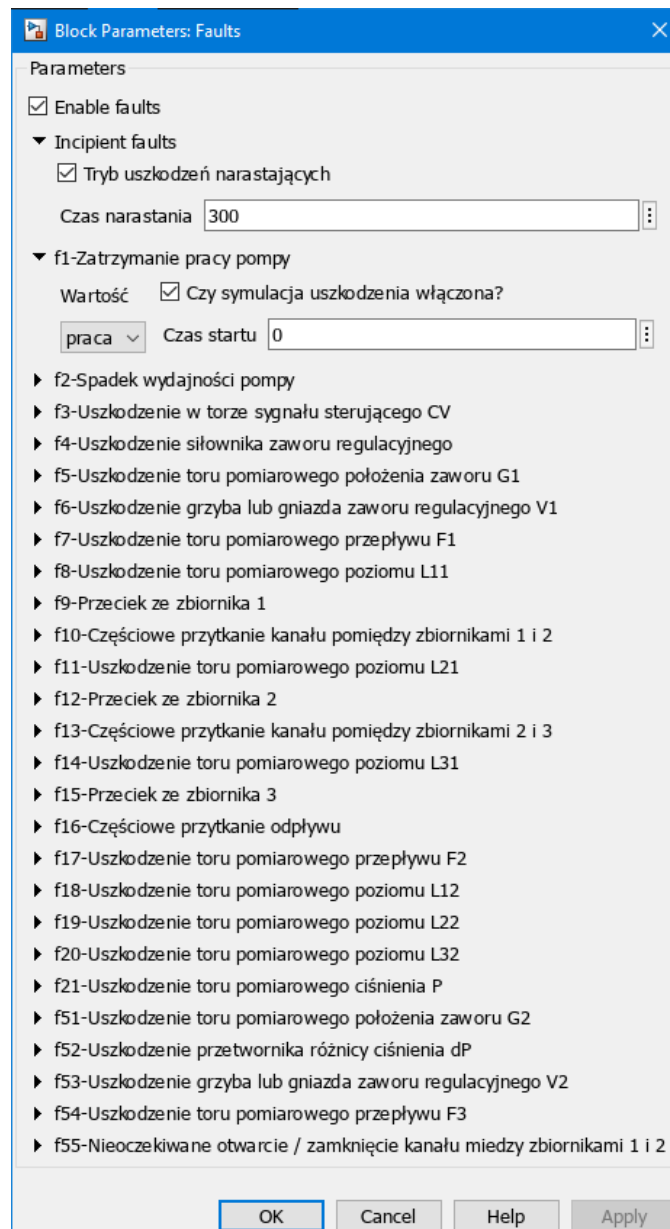 Block Parameters: Faults
Parameters
Enable faults
Incipient faults
Tryb uszkodzeń narastających
Czas narastania 300
f1-Zatrzymanie pracy pompy
Wartość Czy symulacja uszkodzenia włączona?
praca Czas startu 0
f2-Spadek wydajności pompy
f3-Uszkodzenie w torze sygnału sterującego CV
f4-Uszkodzenie siłownika zaworu regulacyjnego
f5-Uszkodzenie toru pomiarowego położenia zaworu G1
f6-Uszkodzenie grzyba lub gniazda zaworu regulacyjnego V1
f7-Uszkodzenie toru pomiarowego przepływu F1
f8-Uszkodzenie toru pomiarowego poziomu L11
f9-Przeciek ze zbiornika 1
f10-Częściowe przytkanie kanału pomiędzy zbiornikami 1 i 2
f11-Uszkodzenie toru pomiarowego poziomu L21
f12-Przeciek ze zbiornika 2
f13-Częściowe przytkanie kanału pomiędzy zbiornikami 2 i 3
f14-Uszkodzenie toru pomiarowego poziomu L31
f15-Przeciek ze zbiornika 3
f16-Częściowe przytkanie odpływu
f17-Uszkodzenie toru pomiarowego przepływu F2
f18-Uszkodzenie toru pomiarowego poziomu L12
f19-Uszkodzenie toru pomiarowego poziomu L22
f20-Uszkodzenie toru pomiarowego poziomu L32
f21-Uszkodzenie toru pomiarowego ciśnienia P
f51-Uszkodzenie toru pomiarowego położenia zaworu G2
f52-Uszkodzenie przetwornika różnicy ciśnienia dP
f53-Uszkodzenie grzyba lub gniazda zaworu regulacyjnego V2
f54-Uszkodzenie toru pomiarowego przepływu F3
f55-Nieoczekiwane otwarcie / zamknięcie kanału miedzy zbiornikami 1 i 2
OK Cancel Help Apply